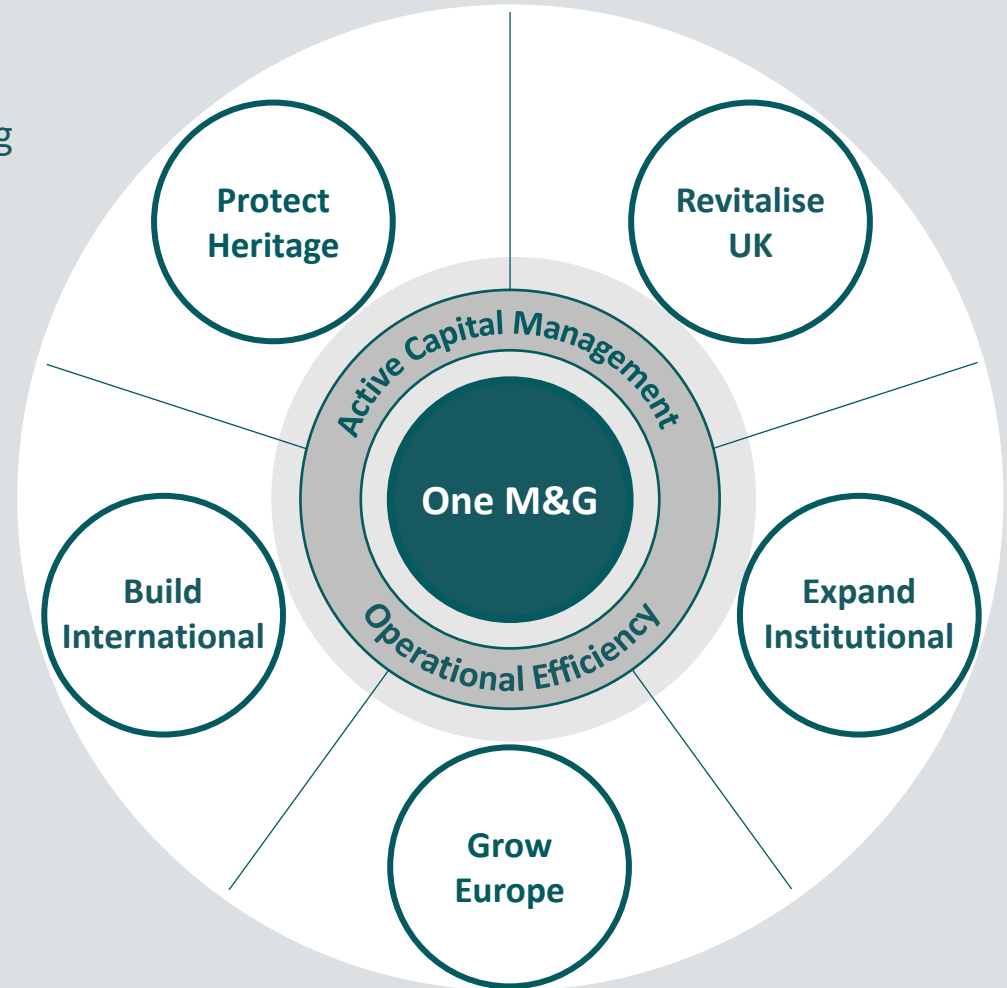 Protect
Heritage
Revitalise
UK
Active Capital Management
One M&G
Operational Efficiency
Build
International
Expand
Institutional
Grow
Europe